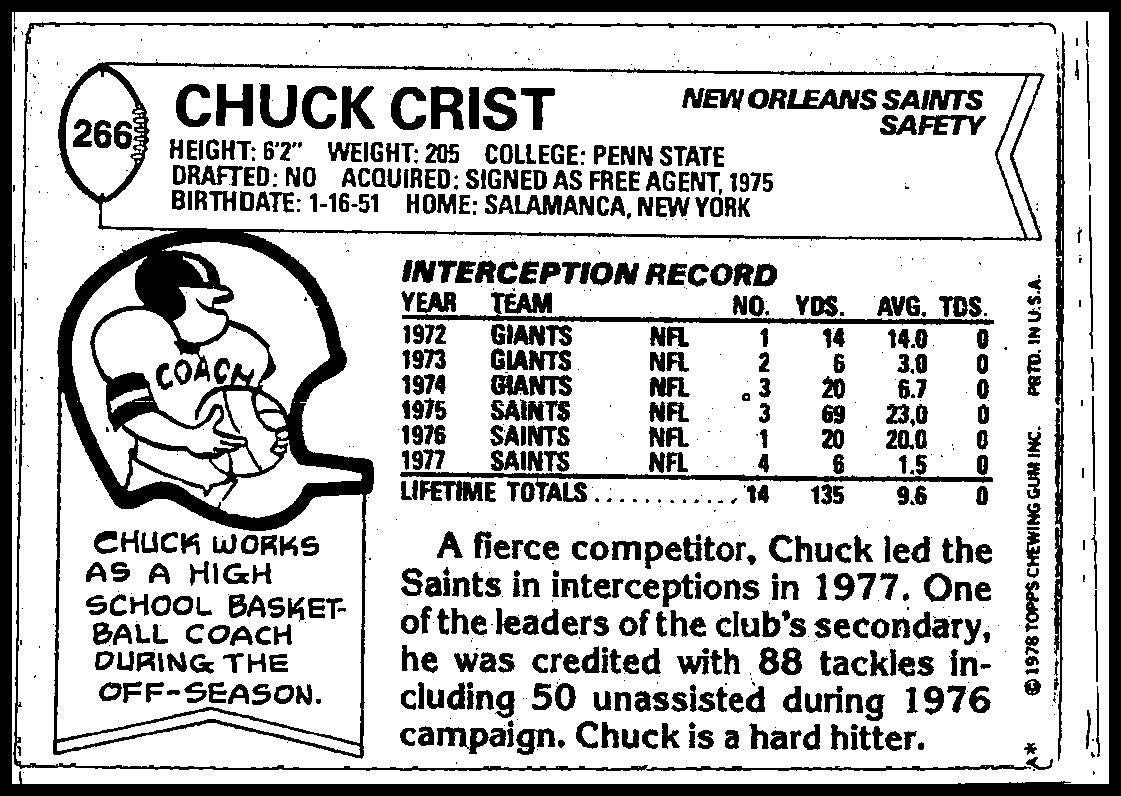 266
CHUCK CRIST
NEW ORLEANS SAINTS
SAFETY
HEIGHT: 6'2" WEIGHT: 205 COLLEGE: PENN STATE
DRAFTED: NO ACQUIRED: SIGNED AS FREE AGENT, 1975
BIRTHDATE: 1-16-51 HOME: SALAMANCA, NEW YORK
COACH
CHUCK WORKS
AS A HIGH
SCHOOL BASKET-
BALL COACH
DURING THE
OFF-SEASON.
INTERCEPTION RECORD
YEAR TEAM NO. YDS. AVG. TDS.
1972 GIANTS NFL 1 14 14.0 0
1973 GIANTS NFL 2 6 3.0 0
1974 GIANTS NFL 3 20 6.7 0
1975 SAINTS NFL 3 69 23,0 0
1976 SAINTS NFL 1 20 20.0 0
1977 SAINTS NFL 4 6 1.5 0
LIFETIME TOTALS............ 14 135 9.6 0
A fierce competitor, Chuck led the
Saints in interceptions in 1977. One
of the leaders of the club's secondary,
he was credited with 88 tackles in-
cluding 50 unassisted during 1976
campaign. Chuck is a hard hitter.
A* © 1978 TOPPS CHEWING GUM INC. PRTD. IN U.S.A.